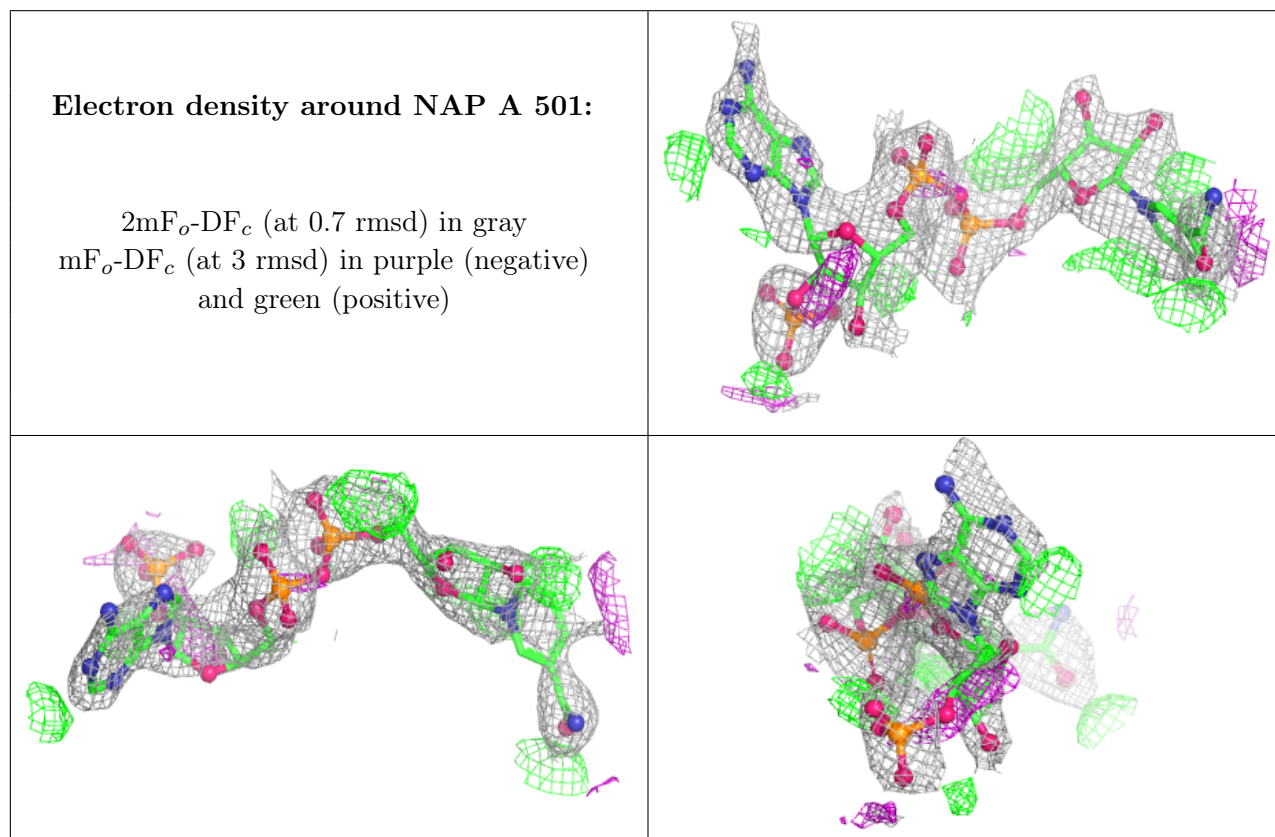 Electron density around NAP A 501:
2mFₒ-DF𝒸 (at 0.7 rmsd) in gray
mFₒ-DF𝒸 (at 3 rmsd) in purple (negative)
and green (positive)